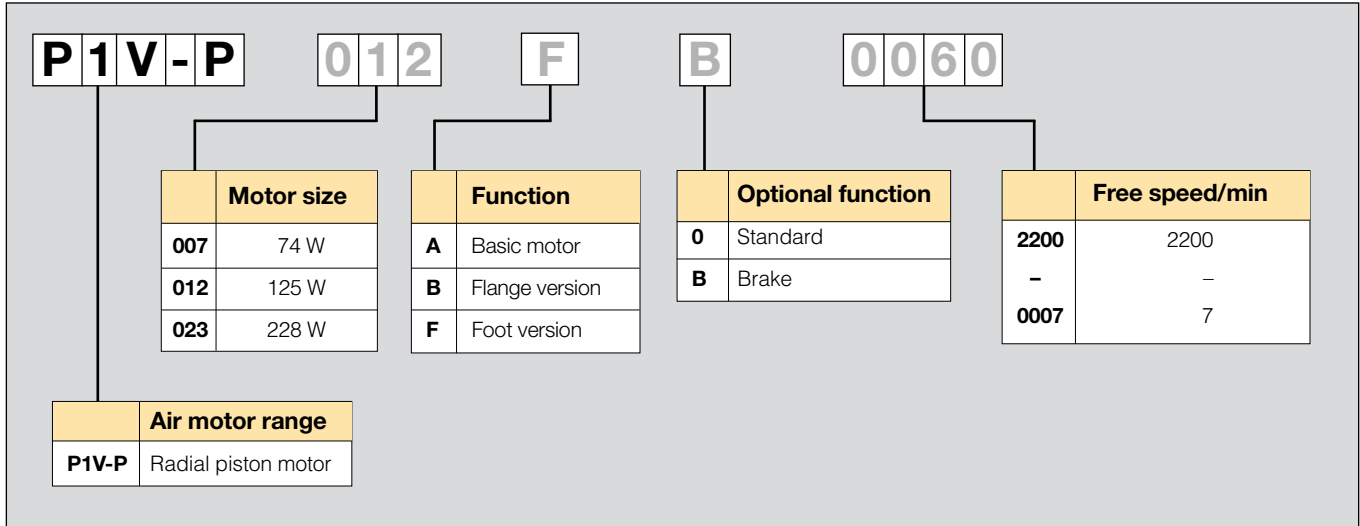 P1V-P 012 F B 0060
Motor size
007 74 W
012 125 W
023 228 W
Function
A Basic motor
B Flange version
F Foot version
Optional function
0 Standard
B Brake
Free speed/min
2200 2200
– –
0007 7
Air motor range
P1V-P Radial piston motor